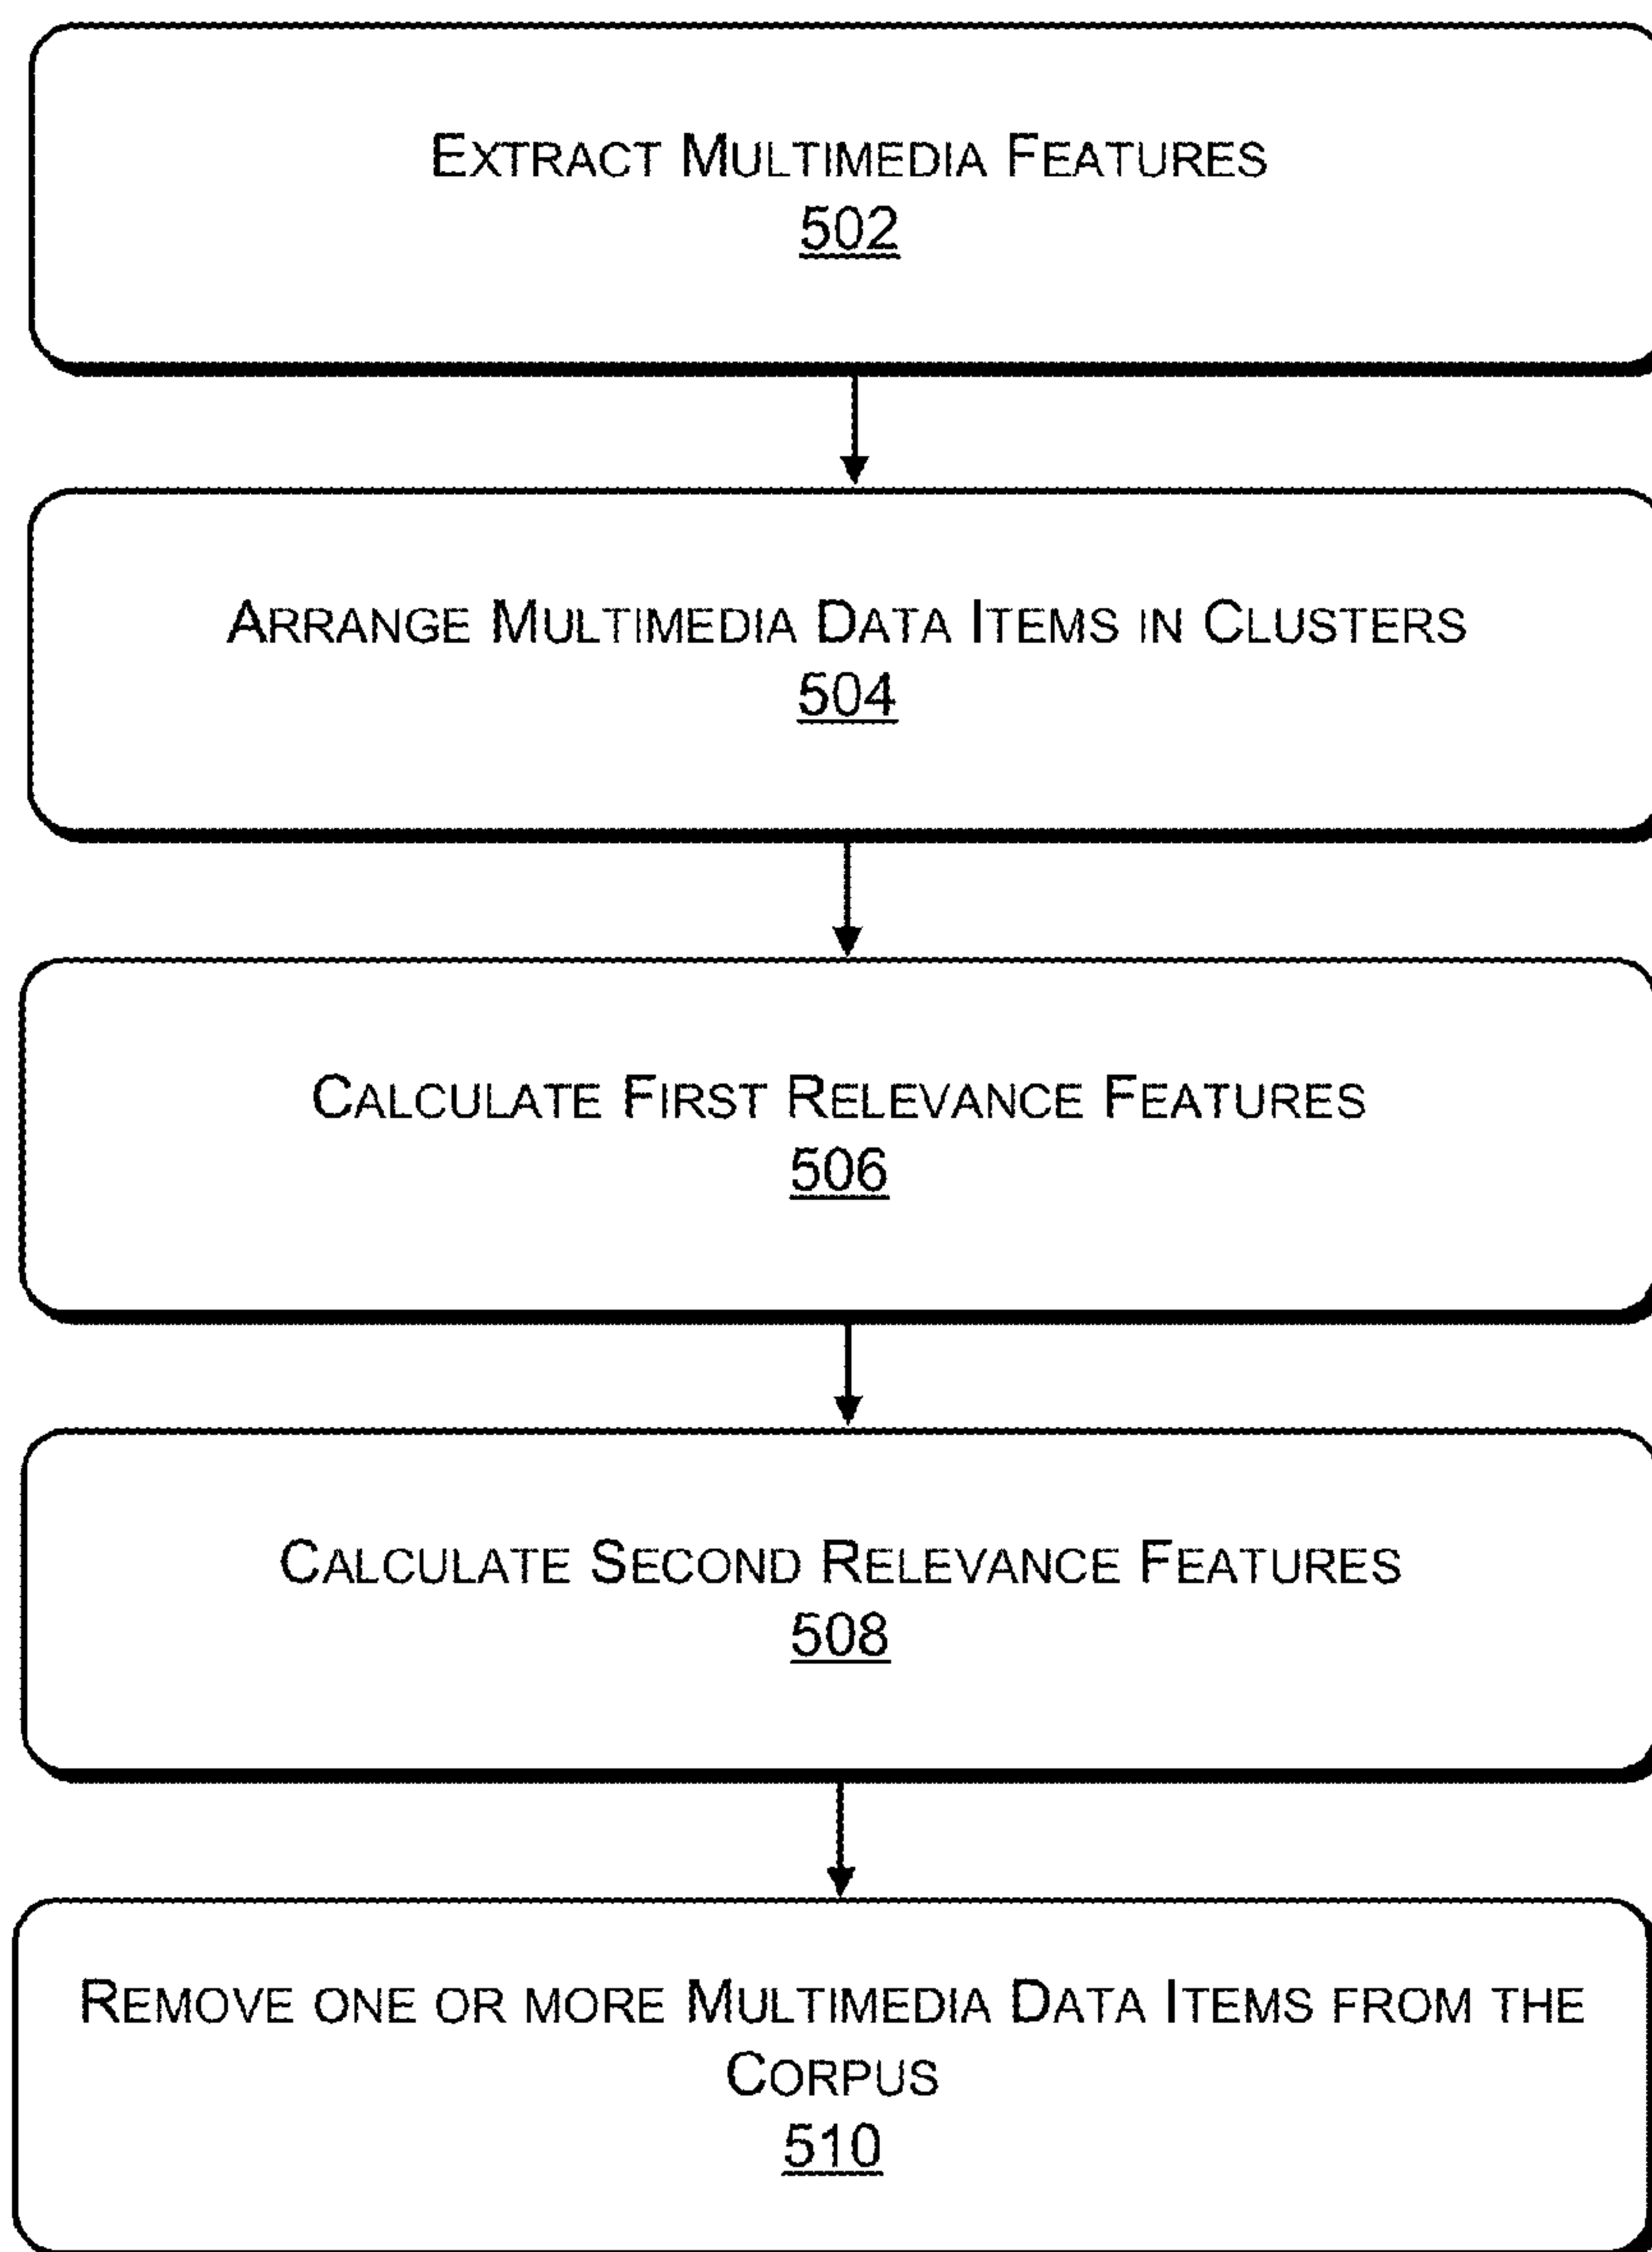 EXTRACT MULTIMEDIA FEATURES
502
ARRANGE MULTIMEDIA DATA ITEMS IN CLUSTERS
504
CALCULATE FIRST RELEVANCE FEATURES
506
CALCULATE SECOND RELEVANCE FEATURES
508
REMOVE ONE OR MORE MULTIMEDIA DATA ITEMS FROM THE
CORPUS
510